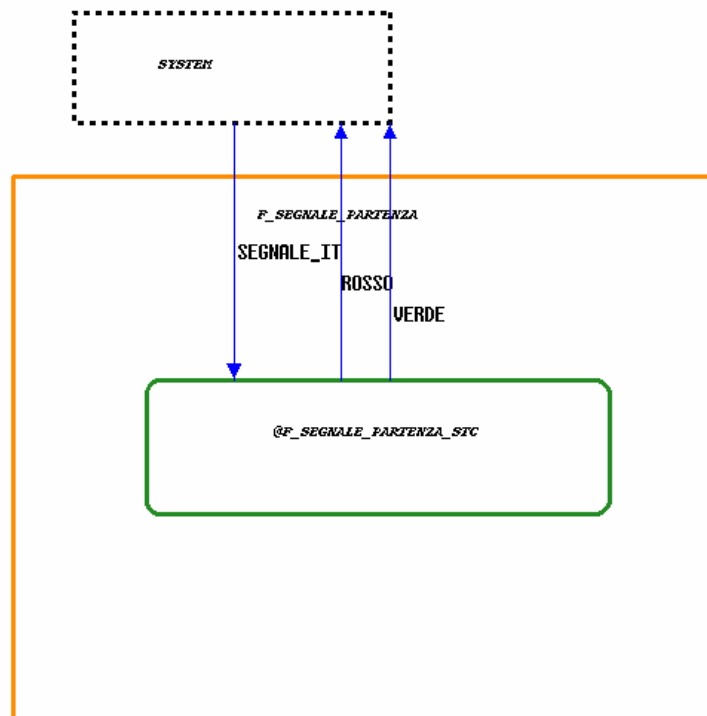 SYSTEM
F_SEGNALE_PARTENZA
SEGNALE_IT
ROSSO
VERDE
@F_SEGNALE_PARTENZA_STC